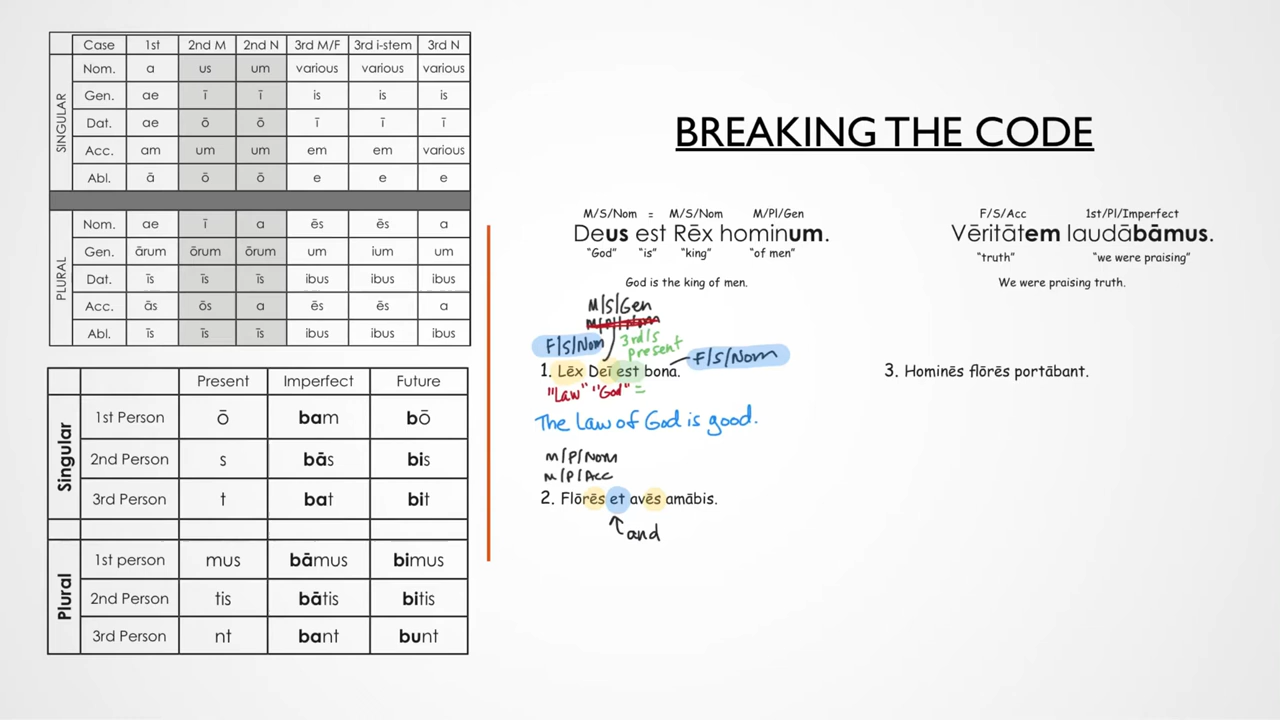 Case 1st 2nd M 2nd N 3rd M/F 3rd i-stem 3rd N
SINGULAR
Nom. a us um various various various
Gen. ae ī ī is is is
Dat. ae ō ō ī ī ī
Acc. am um um em em various
Abl. ā ō ō e e e
PLURAL
Nom. ae ī a ēs ēs a
Gen. ārum ōrum ōrum um ium um
Dat. īs īs īs ibus ibus ibus
Acc. ās ōs a ēs ēs a
Abl. īs īs īs ibus ibus ibus
Present Imperfect Future
Singular
1st Person ō bam bō
2nd Person s bās bis
3rd Person t bat bit
Plural
1st person mus bāmus bimus
2nd Person tis bātis bitis
3rd Person nt bant bunt
BREAKING THE CODE
M/S/Nom = M/S/Nom M/Pl/Gen
Deus est Rēx hominum.
"God" "is" "king" "of men"
God is the king of men.
M/S/Gen
M/Pl/Nom
F/S/Nom 3rd/s
present
F/S/Nom
1. Lēx Deī est bona.
"Law" "God" =
The law of God is good.
M/P/Nom
M/P/Acc
2. Flōrēs et avēs amābis.
and
F/S/Acc 1st/Pl/Imperfect
Vēritātem laudābāmus.
"truth" "we were praising"
We were praising truth.
3. Hominēs flōrēs portābant.